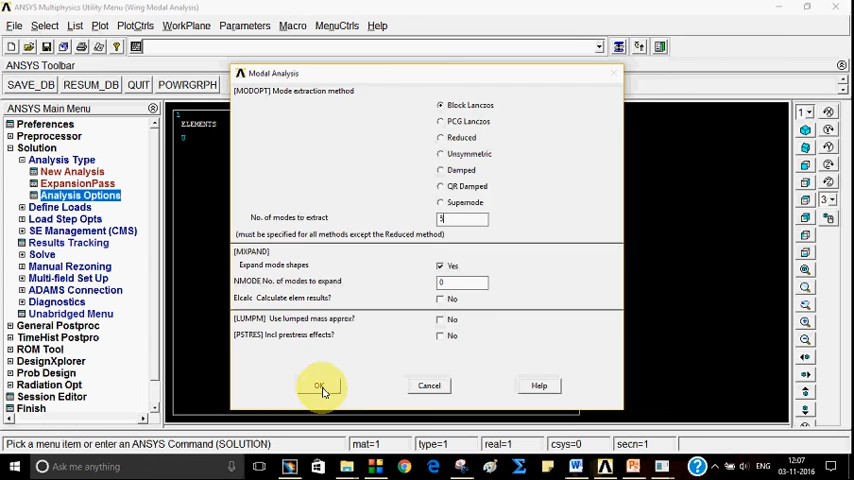 ANSYS Multiphysics Utility Menu (Wing Modal Analysis)
File Select List Plot PlotCtrls WorkPlane Parameters Macro MenuCtrls Help
ANSYS Toolbar
SAVE_DB RESUM_DB QUIT POWRGRPH
ANSYS Main Menu
Preferences
Preprocessor
Solution
Analysis Type
New Analysis
ExpansionPass
Analysis Options
Define Loads
Load Step Opts
SE Management (CMS)
Results Tracking
Solve
Manual Rezoning
Multi-field Set Up
ADAMS Connection
Diagnostics
Unabridged Menu
General Postproc
TimeHist Postpro
ROM Tool
DesignXplorer
Prob Design
Radiation Opt
Session Editor
Finish
1
ELEMENTS
U
Modal Analysis
[MODOPT] Mode extraction method
Block Lanczos
PCG Lanczos
Reduced
Unsymmetric
Damped
QR Damped
Supernode
No. of modes to extract 5
(must be specified for all methods except the Reduced method)
[MXPAND]
Expand mode shapes Yes
NMODE No. of modes to expand 0
Elcalc Calculate elem results? No
[LUMPM] Use lumped mass approx? No
[PSTRES] Incl prestress effects? No
OK Cancel Help
1
3
Pick a menu item or enter an ANSYS Command (SOLUTION) mat=1 type=1 real=1 csys=0 secn=1
Ask me anything
ENG
12:07
03-11-2016